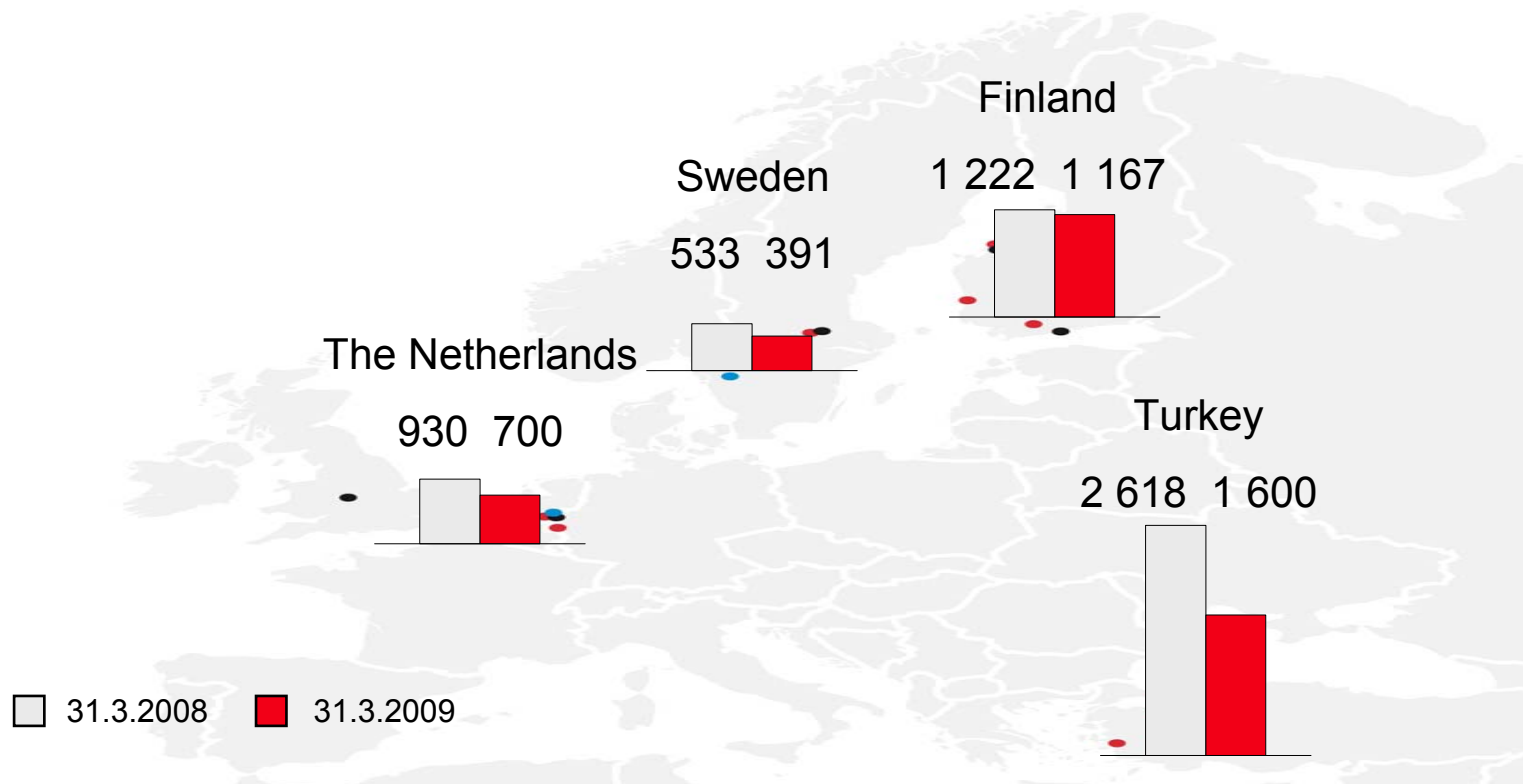 Finland
1 222 1 167
Sweden
533 391
The Netherlands
930 700
Turkey
2 618 1 600
31.3.2008 31.3.2009